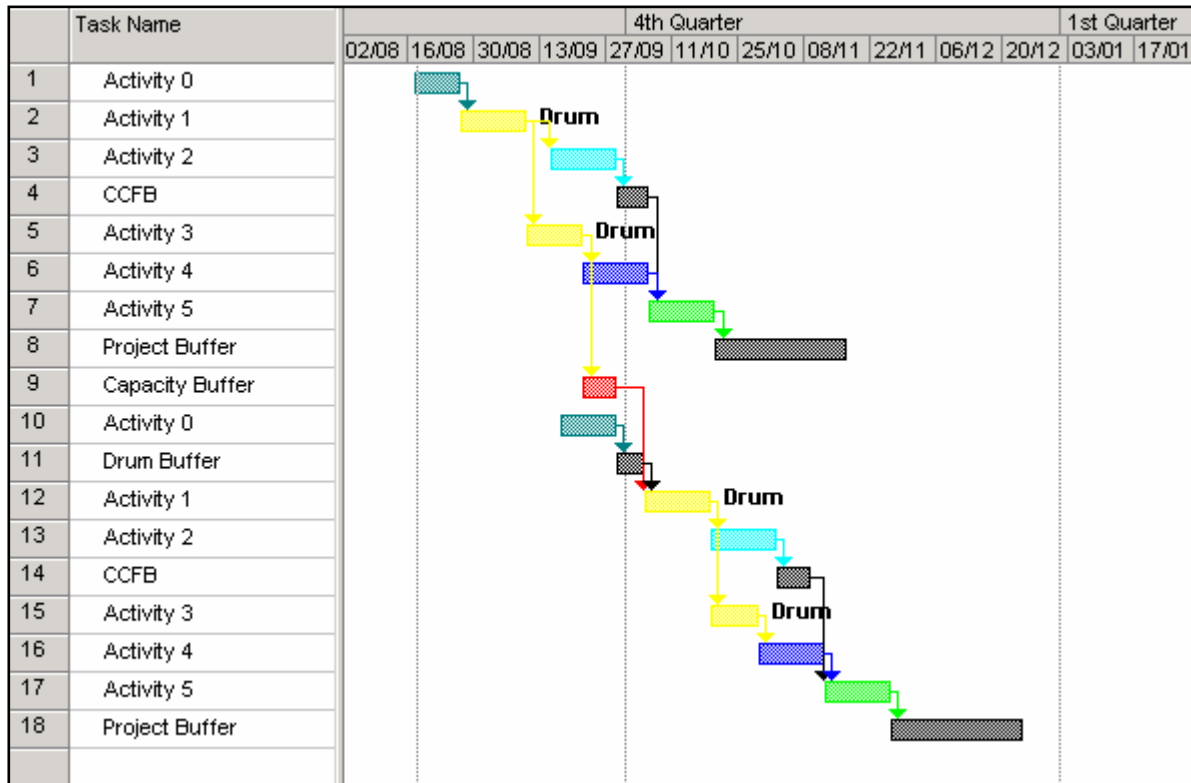 Task Name 4th Quarter 1st Quarter
02/08 16/08 30/08 13/09 27/09 11/10 25/10 08/11 22/11 06/12 20/12 03/01 17/01
1 Activity 0
2 Activity 1 Drum
3 Activity 2
4 CCFB
5 Activity 3 Drum
6 Activity 4
7 Activity 5
8 Project Buffer
9 Capacity Buffer
10 Activity 0
11 Drum Buffer
12 Activity 1 Drum
13 Activity 2
14 CCFB
15 Activity 3 Drum
16 Activity 4
17 Activity 5
18 Project Buffer